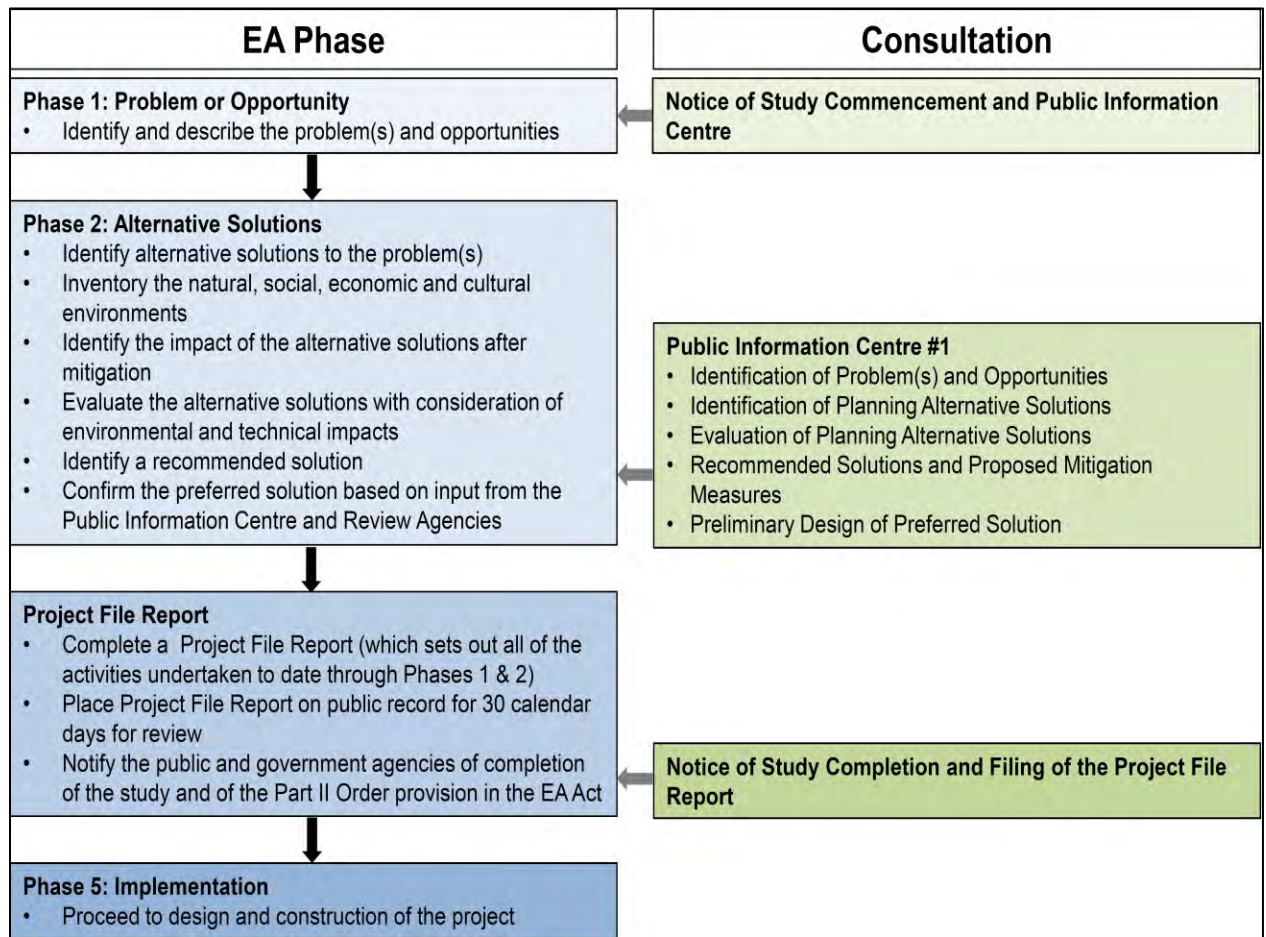 EA Phase
Consultation
Phase 1: Problem or Opportunity
• Identify and describe the problem(s) and opportunities
Notice of Study Commencement and Public Information
Centre
Phase 2: Alternative Solutions
• Identify alternative solutions to the problem(s)
• Inventory the natural, social, economic and cultural
environments
• Identify the impact of the alternative solutions after
mitigation
• Evaluate the alternative solutions with consideration of
environmental and technical impacts
• Identify a recommended solution
• Confirm the preferred solution based on input from the
Public Information Centre and Review Agencies
Public Information Centre #1
• Identification of Problem(s) and Opportunities
• Identification of Planning Alternative Solutions
• Evaluation of Planning Alternative Solutions
• Recommended Solutions and Proposed Mitigation
Measures
• Preliminary Design of Preferred Solution
Project File Report
• Complete a Project File Report (which sets out all of the
activities undertaken to date through Phases 1 & 2)
• Place Project File Report on public record for 30 calendar
days for review
• Notify the public and government agencies of completion
of the study and of the Part II Order provision in the EA Act
Notice of Study Completion and Filing of the Project File
Report
Phase 5: Implementation
• Proceed to design and construction of the project